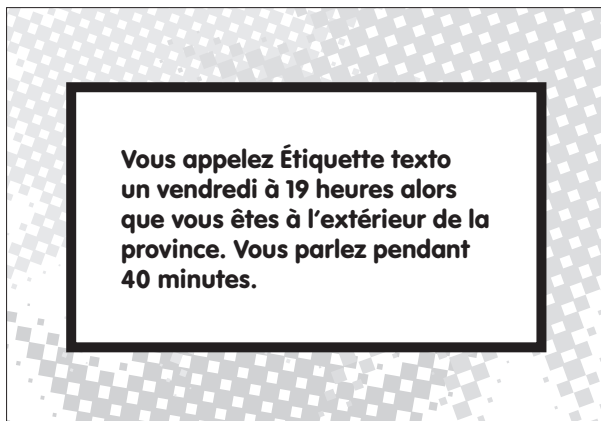 Vous appelez Étiquette texto
un vendredi à 19 heures alors
que vous êtes à l'extérieur de la
province. Vous parlez pendant
40 minutes.